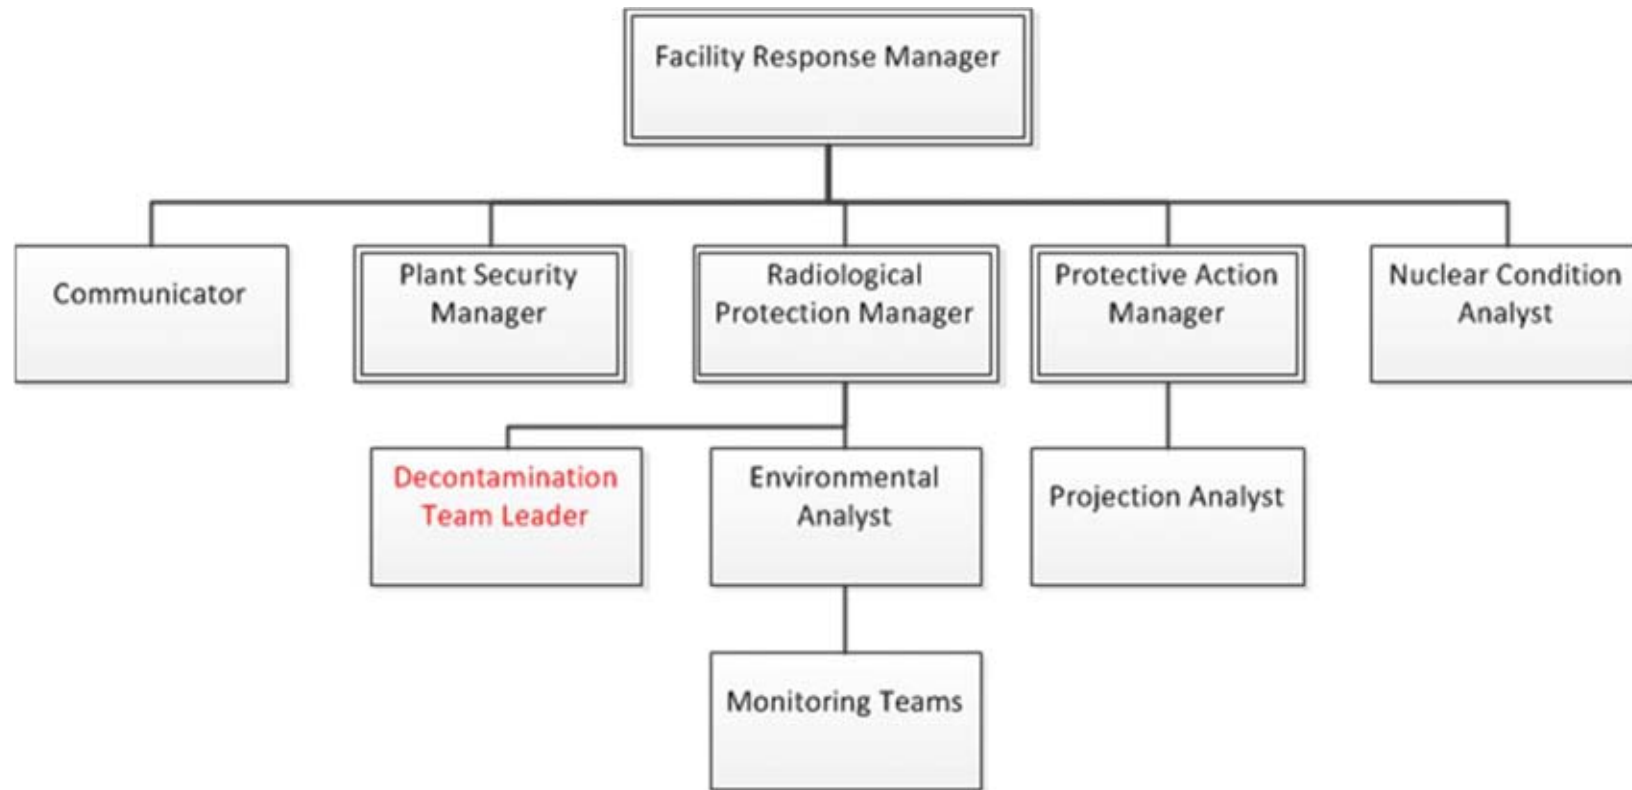 Facility Response Manager
Communicator
Plant Security
Manager
Radiological
Protection Manager
Protective Action
Manager
Nuclear Condition
Analyst
Decontamination
Team Leader
Environmental
Analyst
Projection Analyst
Monitoring Teams